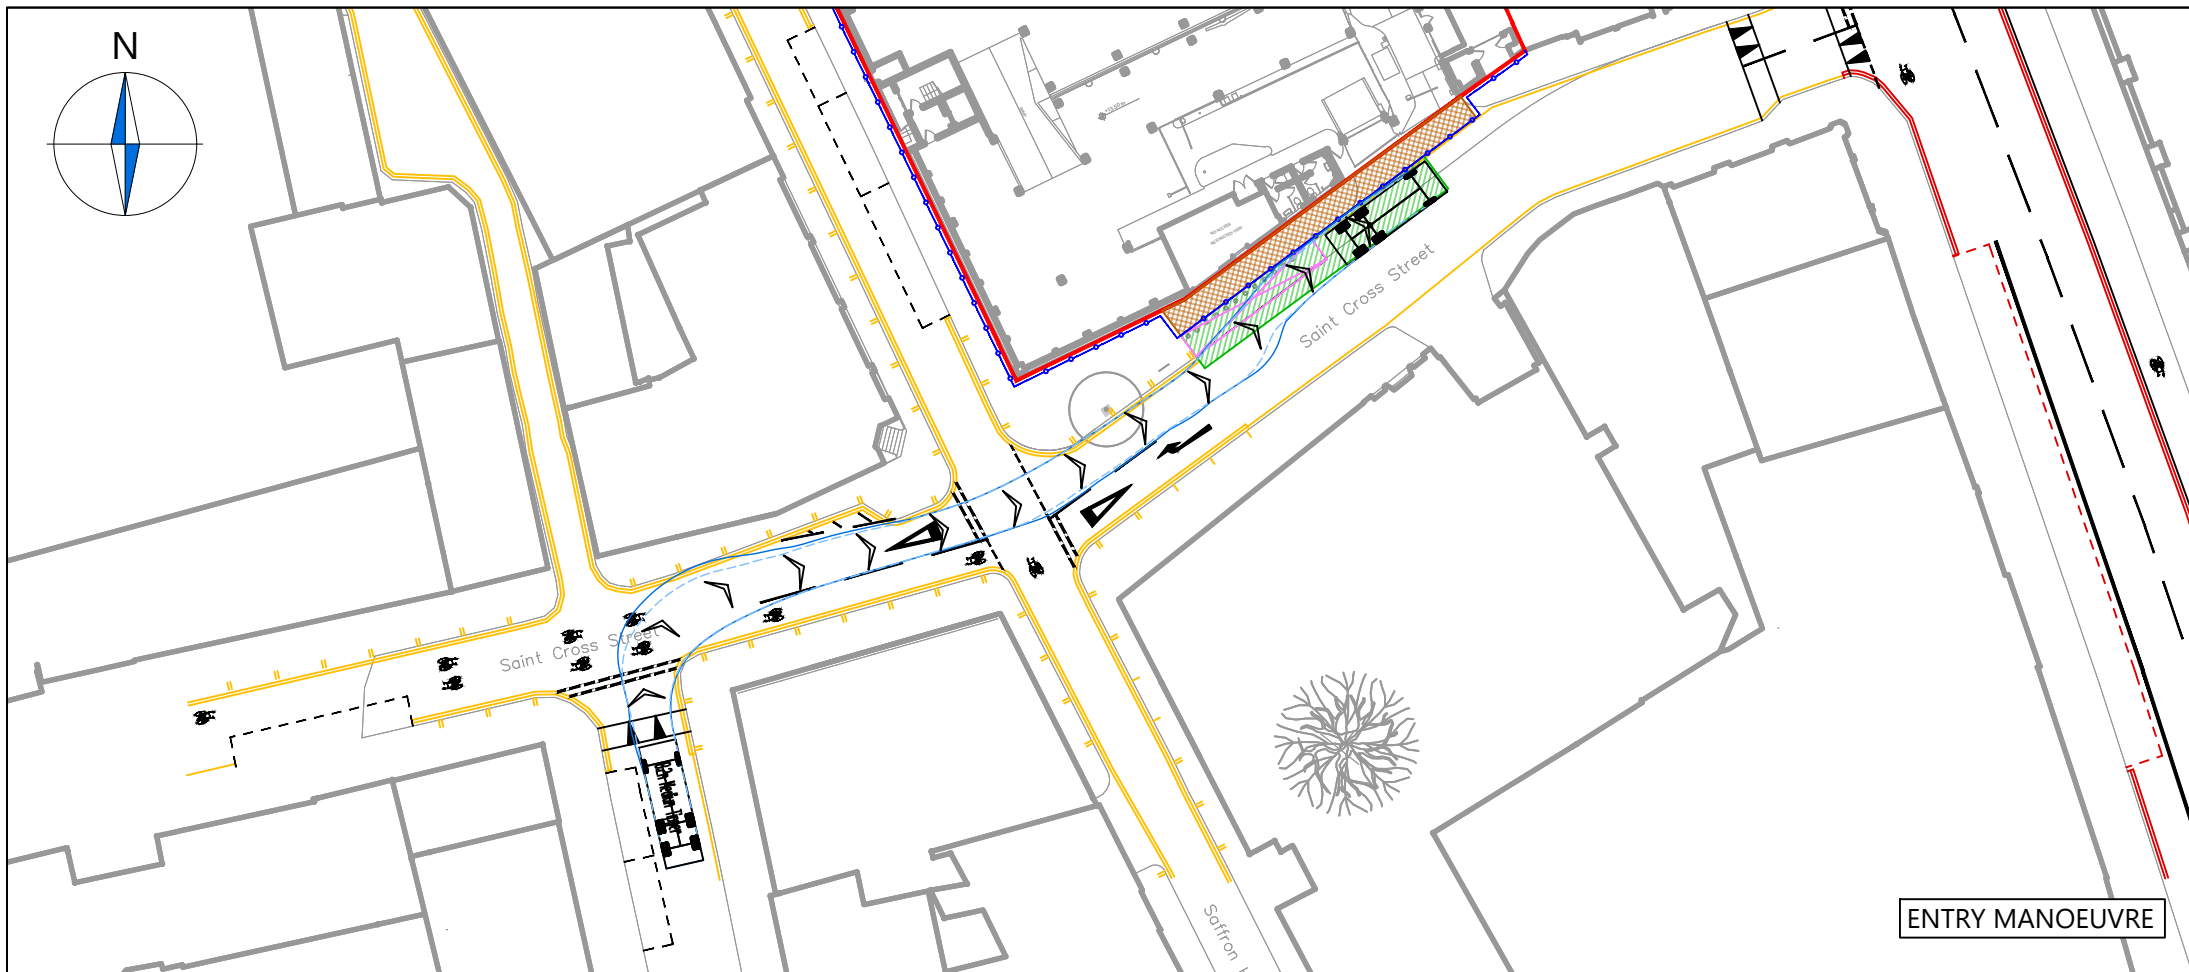 N
Saint Cross Street
Saint Cross Street
Saffron H
ENTRY MANOEUVRE